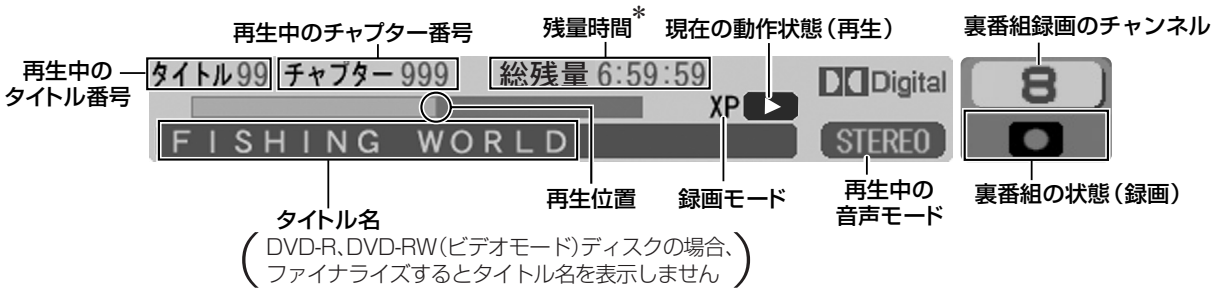 再生中のチャプター番号
残量時間*
現在の動作状態（再生）
裏番組録画のチャンネル
再生中の
タイトル番号
タイトル99 チャプター999 総残量 6:59:59
Digital
8
XP
FISHING WORLD
STEREO
再生位置
録画モード
再生中の
音声モード
裏番組の状態（録画）
タイトル名
(DVD-R、DVD-RW（ビデオモード）ディスクの場合、
ファイナライズするとタイトル名を表示しません)